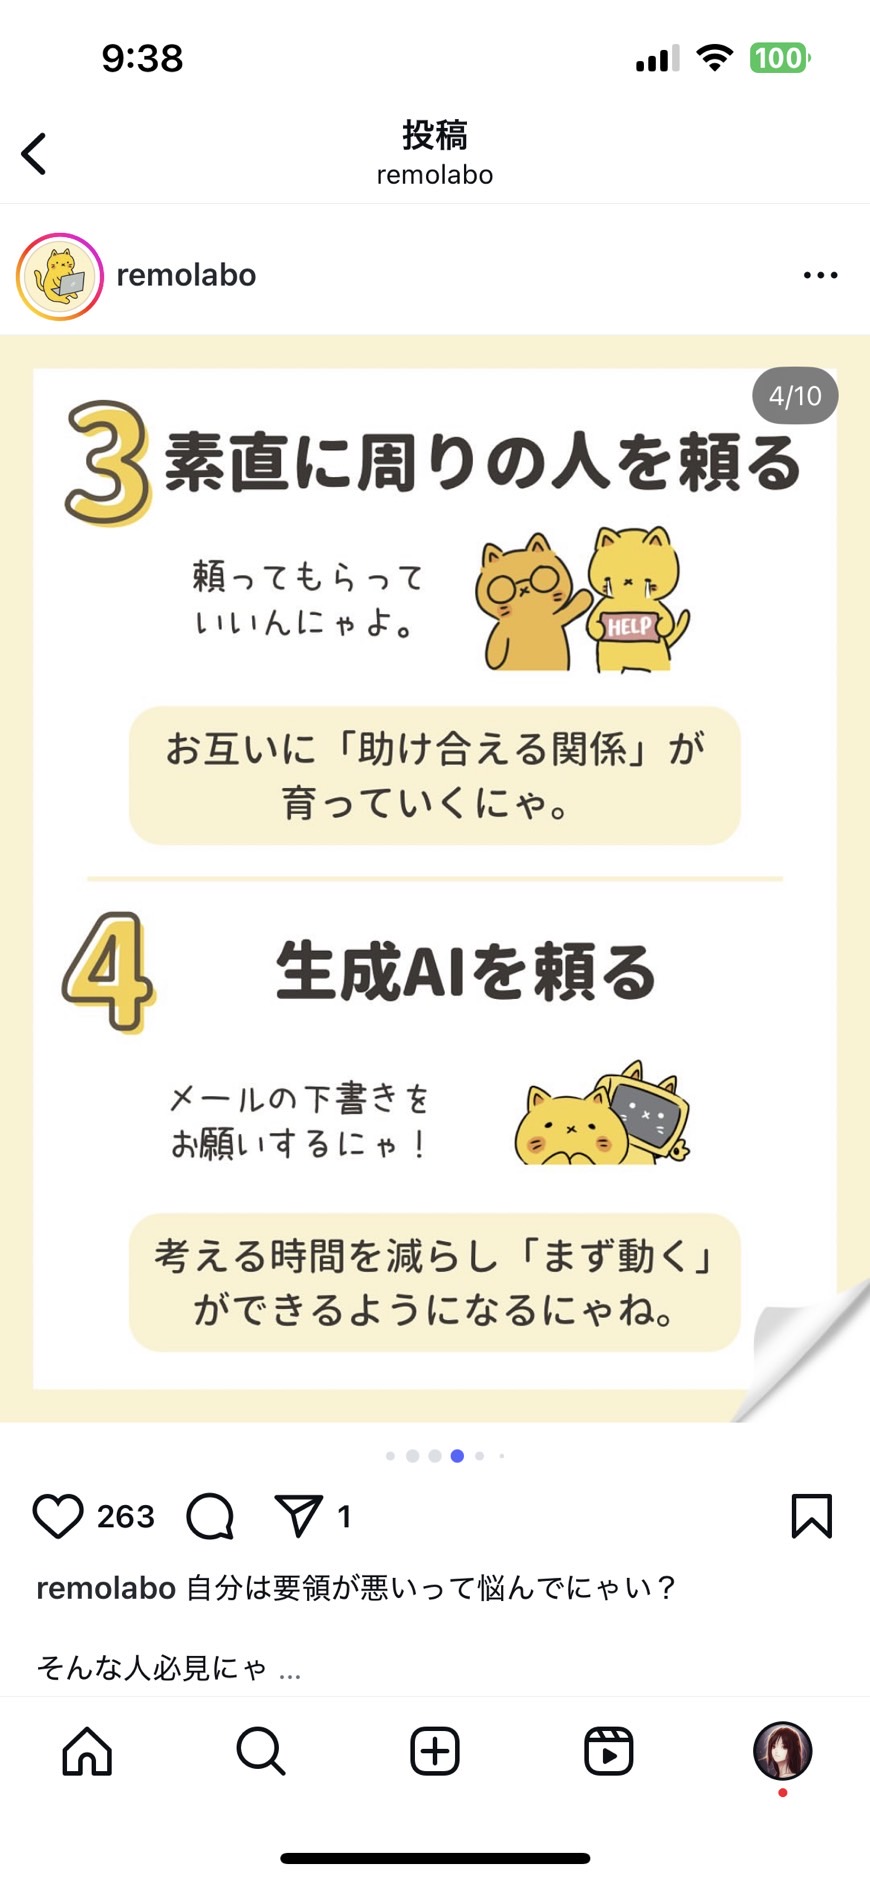 9:38
100
投稿
remolabo
remolabo
4/10
3 素直に周りの人を頼る
頼ってもらって
いいんにゃよ。
HELP
お互いに「助け合える関係」が
育っていくにゃ。
4 生成AIを頼る
メールの下書きを
お願いするにゃ！
考える時間を減らし「まず動く」
ができるようになるにゃね。
263 1
remolabo 自分は要領が悪いって悩んでにゃい？
そんな人必見にゃ ...